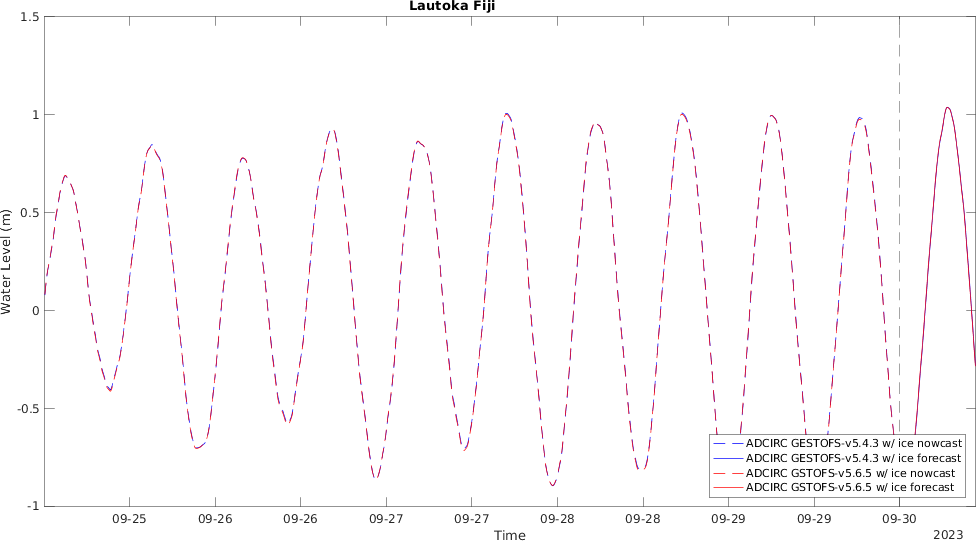 Lautoka Fiji
1.5
1
0.5
0
-0.5
-1
Water Level (m)
09-25
09-26
09-26
09-27
09-27
09-28
09-28
09-29
09-29
09-30
Time
2023
ADCIRC GESTOFS-v5.4.3 w/ ice nowcast
ADCIRC GESTOFS-v5.4.3 w/ ice forecast
ADCIRC GSTOFS-v5.6.5 w/ ice nowcast
ADCIRC GSTOFS-v5.6.5 w/ ice forecast